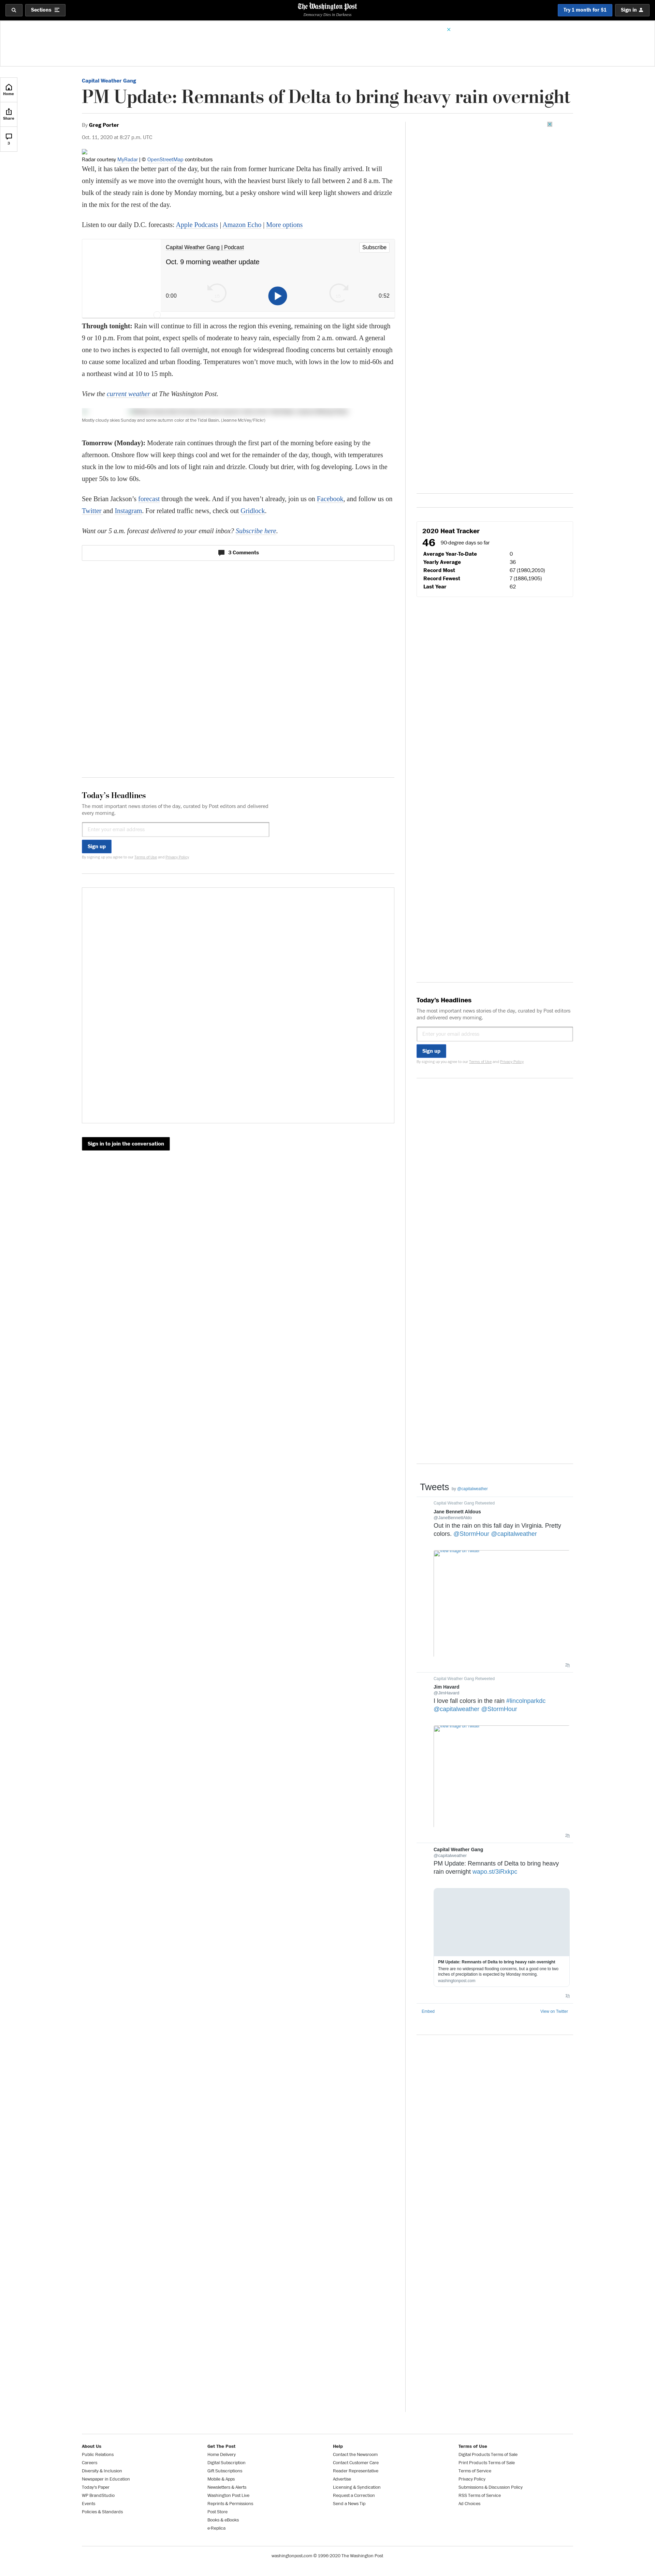 Sections
The Washington Post
Democracy Dies in Darkness
Try 1 month for $1
Sign in
Home
Share
3
Capital Weather Gang
PM Update: Remnants of Delta to bring heavy rain overnight
By Greg Porter
Oct. 11, 2020 at 8:27 p.m. UTC
Radar courtesy MyRadar | © OpenStreetMap contributors
Well, it has taken the better part of the day, but the rain from former hurricane Delta has finally arrived. It will
only intensify as we move into the overnight hours, with the heaviest burst likely to fall between 2 and 8 a.m. The
bulk of the steady rain is done by Monday morning, but a pesky onshore wind will keep light showers and drizzle
in the mix for the rest of the day.
Listen to our daily D.C. forecasts: Apple Podcasts | Amazon Echo | More options
Capital Weather Gang | Podcast
Subscribe
Oct. 9 morning weather update
0:00
0:52
Through tonight: Rain will continue to fill in across the region this evening, remaining on the light side through
9 or 10 p.m. From that point, expect spells of moderate to heavy rain, especially from 2 a.m. onward. A general
one to two inches is expected to fall overnight, not enough for widespread flooding concerns but certainly enough
to cause some localized and urban flooding. Temperatures won't move much, with lows in the low to mid-60s and
a northeast wind at 10 to 15 mph.
View the current weather at The Washington Post.
Mostly cloudy skies Sunday and some autumn color at the Tidal Basin. (Jeannie McVey/Flickr)
Tomorrow (Monday): Moderate rain continues through the first part of the morning before easing by the
afternoon. Onshore flow will keep things cool and wet for the remainder of the day, though, with temperatures
stuck in the low to mid-60s and lots of light rain and drizzle. Cloudy but drier, with fog developing. Lows in the
upper 50s to low 60s.
See Brian Jackson's forecast through the week. And if you haven't already, join us on Facebook, and follow us on
Twitter and Instagram. For related traffic news, check out Gridlock.
Want our 5 a.m. forecast delivered to your email inbox? Subscribe here.
3 Comments
2020 Heat Tracker
46 90-degree days so far
Average Year-To-Date 0
Yearly Average 36
Record Most 67 (1980,2010)
Record Fewest 7 (1886,1905)
Last Year 62
Today's Headlines
The most important news stories of the day, curated by Post editors and delivered
every morning.
Enter your email address
Sign up
By signing up you agree to our Terms of Use and Privacy Policy
Today's Headlines
The most important news stories of the day, curated by Post editors
and delivered every morning.
Enter your email address
Sign up
By signing up you agree to our Terms of Use and Privacy Policy
Sign in to join the conversation
Tweets by @capitalweather
Capital Weather Gang Retweeted
Jane Bennett Aldous
Out in the rain on this fall day in Virginia. Pretty
colors. @StormHour @capitalweather
View image on Twitter
Capital Weather Gang Retweeted
Jim Havard
@JimHavard
I love fall colors in the rain #lincolnparkdc
@capitalweather @StormHour
View image on Twitter
Capital Weather Gang
@capitalweather
PM Update: Remnants of Delta to bring heavy
rain overnight wapo.st/3iRxkpc
PM Update: Remnants of Delta to bring heavy rain overnight
There are no widespread flooding concerns, but a good one to two
inches of precipitation is expected by Monday morning.
washingtonpost.com
Embed
View on Twitter
About Us
Public Relations
Careers
Diversity & Inclusion
Newspaper in Education
Today's Paper
WP BrandStudio
Events
Policies & Standards
Get The Post
Home Delivery
Digital Subscription
Gift Subscriptions
Mobile & Apps
Newsletters & Alerts
Washington Post Live
Reprints & Permissions
Post Store
Books & eBooks
e-Replica
Help
Contact the Newsroom
Contact Customer Care
Reader Representative
Advertise
Licensing & Syndication
Request a Correction
Send a News Tip
Terms of Use
Digital Products Terms of Sale
Print Products Terms of Sale
Terms of Service
Privacy Policy
Submissions & Discussion Policy
RSS Terms of Service
Ad Choices
washingtonpost.com © 1996-2020 The Washington Post